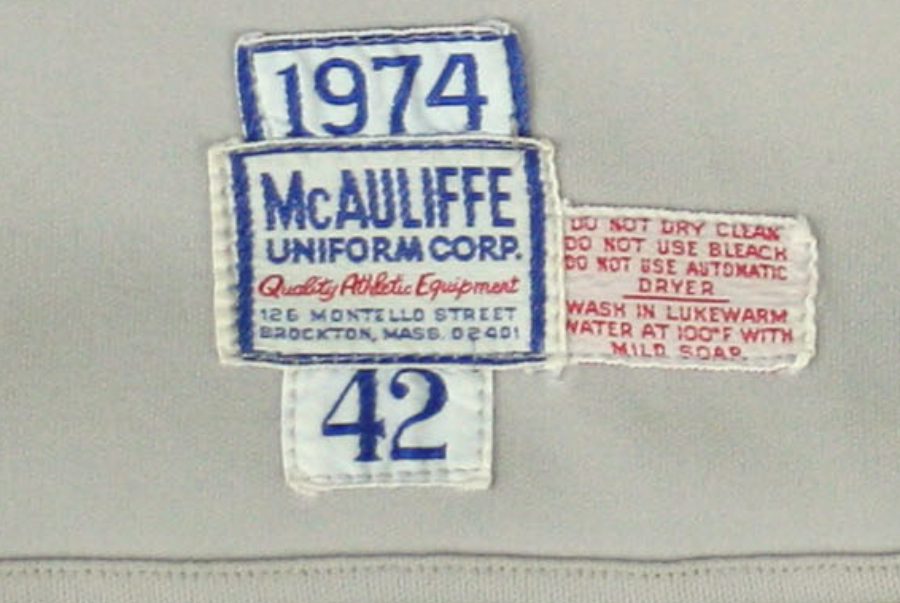 1974
McAULIFFE
UNIFORM CORP.
Quality Athletic Equipment
126 MONTELLO STREET
BROCKTON, MASS. 02401
42
DO NOT DRY CLEAN
DO NOT USE BLEACH
DO NOT USE AUTOMATIC
DRYER
WASH IN LUKEWARM
WATER AT 100°F WITH
MILD SOAP.